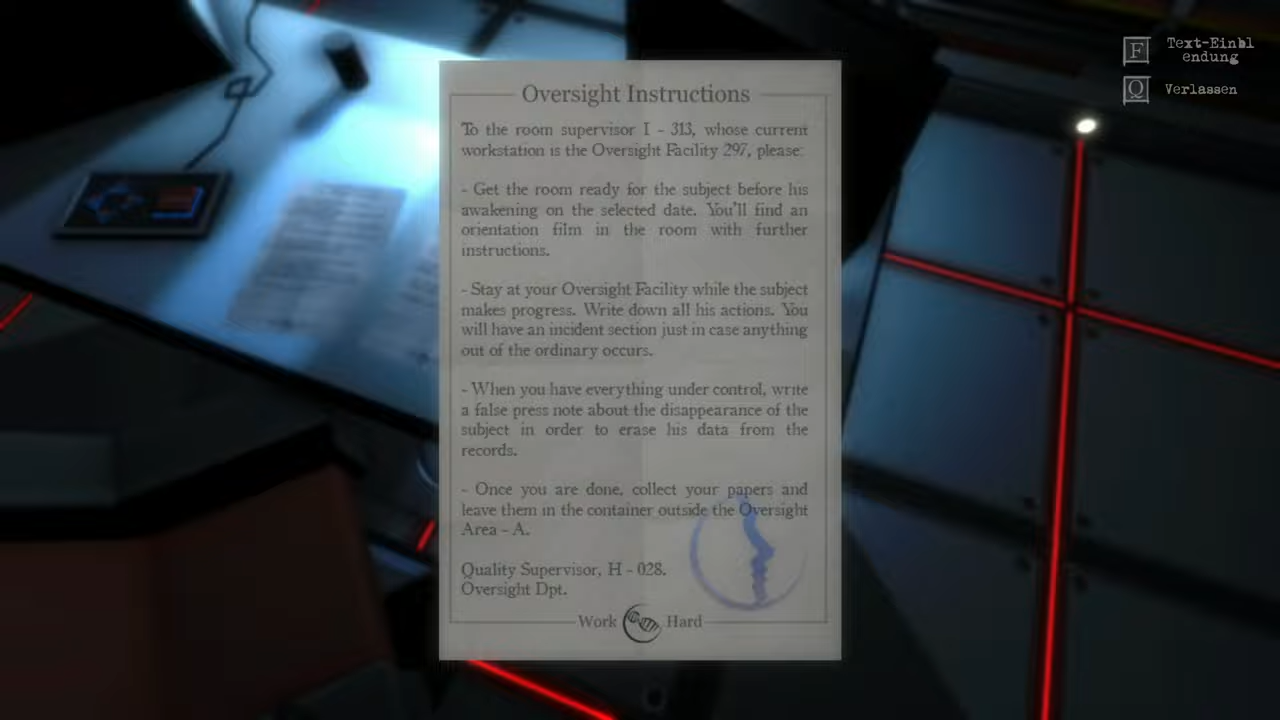 Text-Einbl
endung
F
Q
Verlassen
Oversight Instructions
To the room supervisor I - 313, whose current
workstation is the Oversight Facility 297, please:
- Get the room ready for the subject before his
awakening on the selected date. You'll find an
orientation film in the room with further
instructions.
- Stay at your Oversight Facility while the subject
makes progress. Write down all his actions. You
will have an incident section just in case anything
out of the ordinary occurs.
- When you have everything under control, write
a false press note about the disappearance of the
subject in order to erase his data from the
records.
- Once you are done, collect your papers and
leave them in the container outside the Oversight
Area - A.
Quality Supervisor, H - 028.
Oversight Dpt.
Work Hard